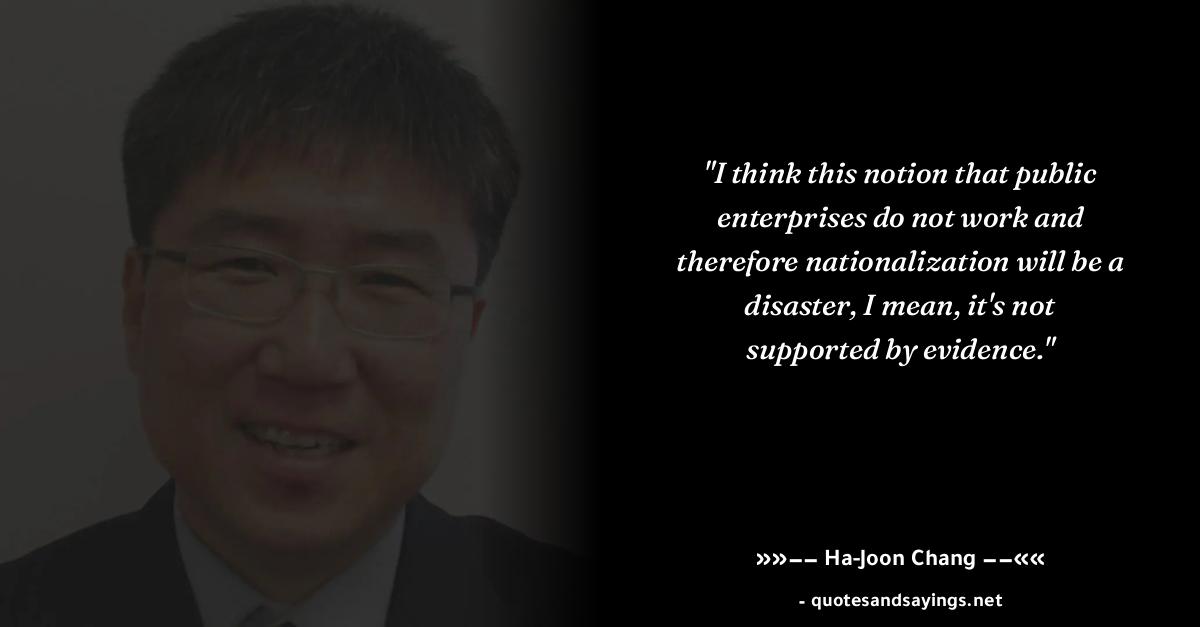 "I think this notion that public
enterprises do not work and
therefore nationalization will be a
disaster, I mean, it's not
supported by evidence."
»»−− Ha-Joon Chang −−««
- quotesandsayings.net